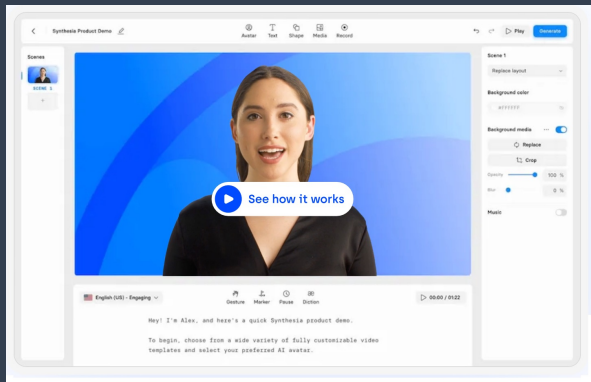 Synthesia Product Demo
Avatar Text Shape Media Record
Play
Generate
Scenes
SCENE 1
Scene 1
Replace layout
Background color
#FFFFFF
Background media
Replace
Crop
Opacity 100 %
Blur 0 %
Music
See how it works
English (US) - Engaging
Gesture Marker Pause Diction
00:00 / 01:22
Hey! I'm Alex, and here's a quick Synthesia product demo.
To begin, choose from a wide variety of fully customizable video
templates and select your preferred AI avatar.